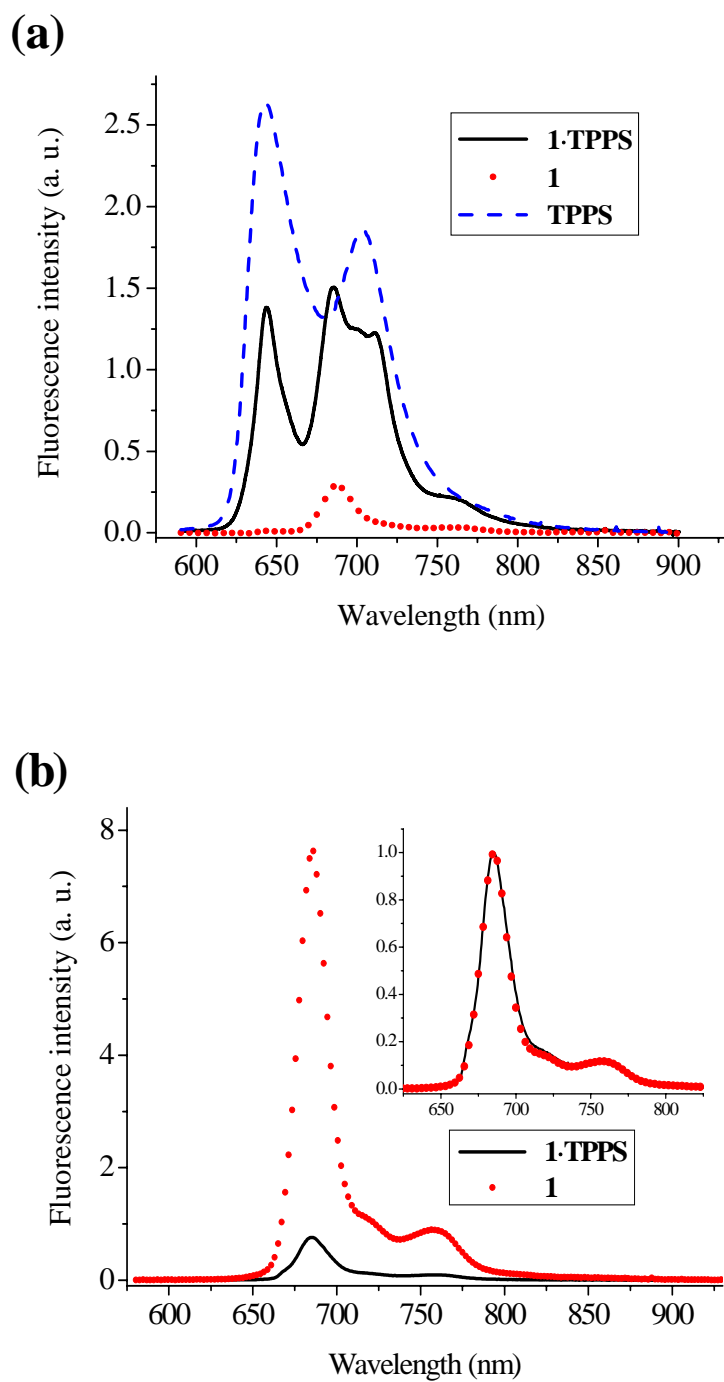 (a)
Fluorescence intensity (a. u.)
2.5
2.0
1.5
1.0
0.5
0.0
1·TPPS
1
TPPS
600 650 700 750 800 850 900
Wavelength (nm)
(b)
Fluorescence intensity (a. u.)
8
6
4
2
0
1.0
0.8
0.6
0.4
0.2
0.0
650 700 750 800
1·TPPS
1
600 650 700 750 800 850 900
Wavelength (nm)